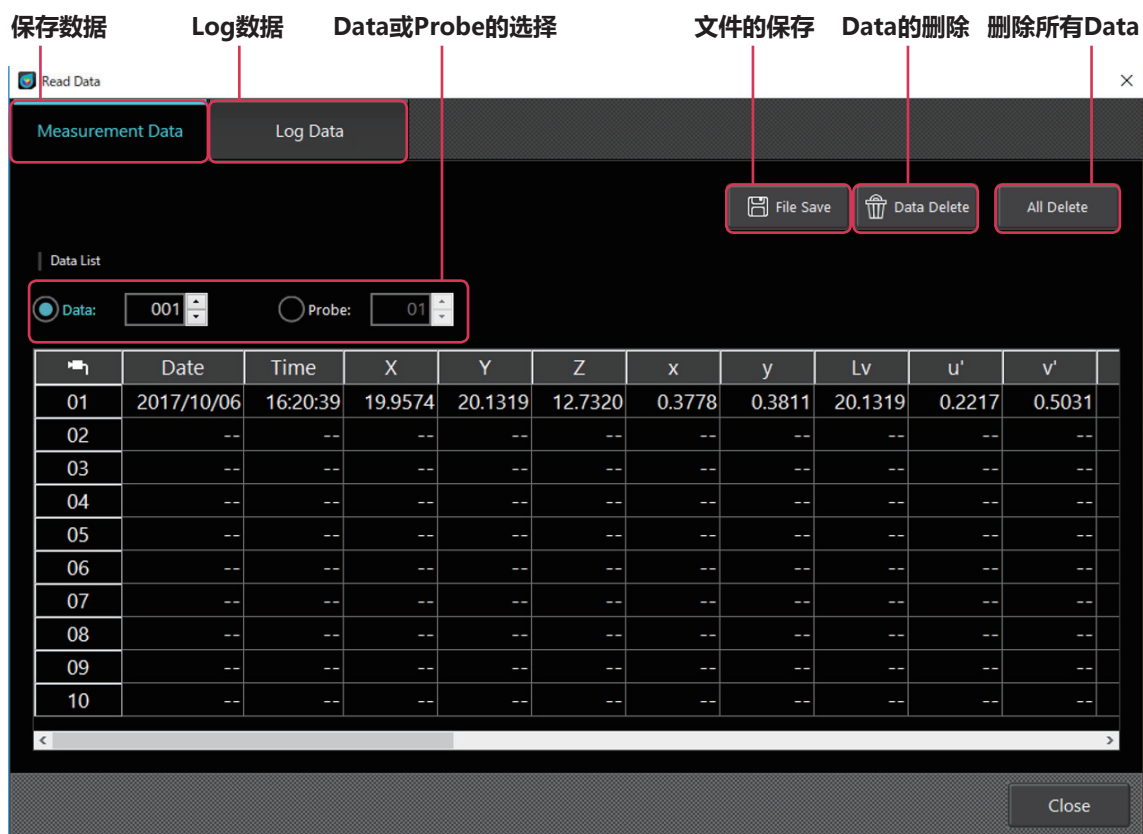 保存数据 Log数据 Data或Probe的选择 文件的保存 Data的删除 删除所有Data
Read Data
Measurement Data Log Data
File Save Data Delete All Delete
Data List
Data: 001 Probe: 01
Date Time X Y Z x y Lv u' v'
01 2017/10/06 16:20:39 19.9574 20.1319 12.7320 0.3778 0.3811 20.1319 0.2217 0.5031
02 -- -- -- -- -- -- -- -- -- --
03 -- -- -- -- -- -- -- -- -- --
04 -- -- -- -- -- -- -- -- -- --
05 -- -- -- -- -- -- -- -- -- --
06 -- -- -- -- -- -- -- -- -- --
07 -- -- -- -- -- -- -- -- -- --
08 -- -- -- -- -- -- -- -- -- --
09 -- -- -- -- -- -- -- -- -- --
10 -- -- -- -- -- -- -- -- -- --
Close